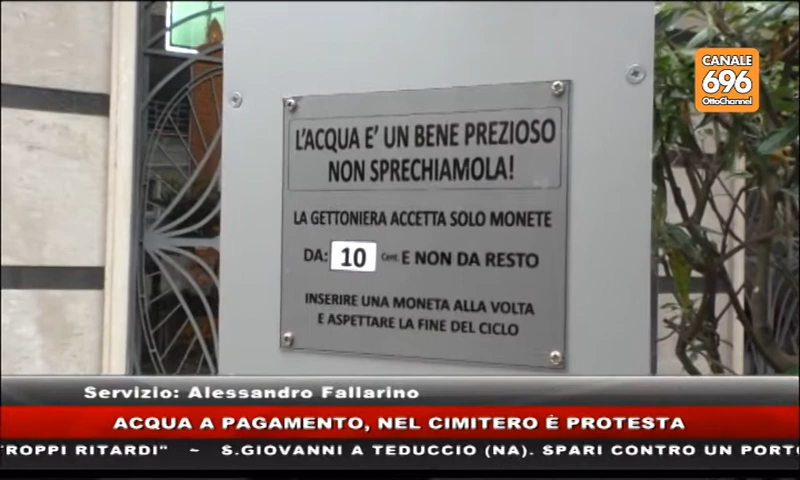 CANALE
696
OttoChannel
L'ACQUA E' UN BENE PREZIOSO
NON SPRECHIAMOLA!
LA GETTONIERA ACCETTA SOLO MONETE
DA: 10 Cent. E NON DA RESTO
INSERIRE UNA MONETA ALLA VOLTA
E ASPETTARE LA FINE DEL CICLO
Servizio: Alessandro Fallarino
ACQUA A PAGAMENTO, NEL CIMITERO È PROTESTA
TROPPI RITARDI" ~ S.GIOVANNI A TEDUCCIO (NA). SPARI CONTRO UN PORTO